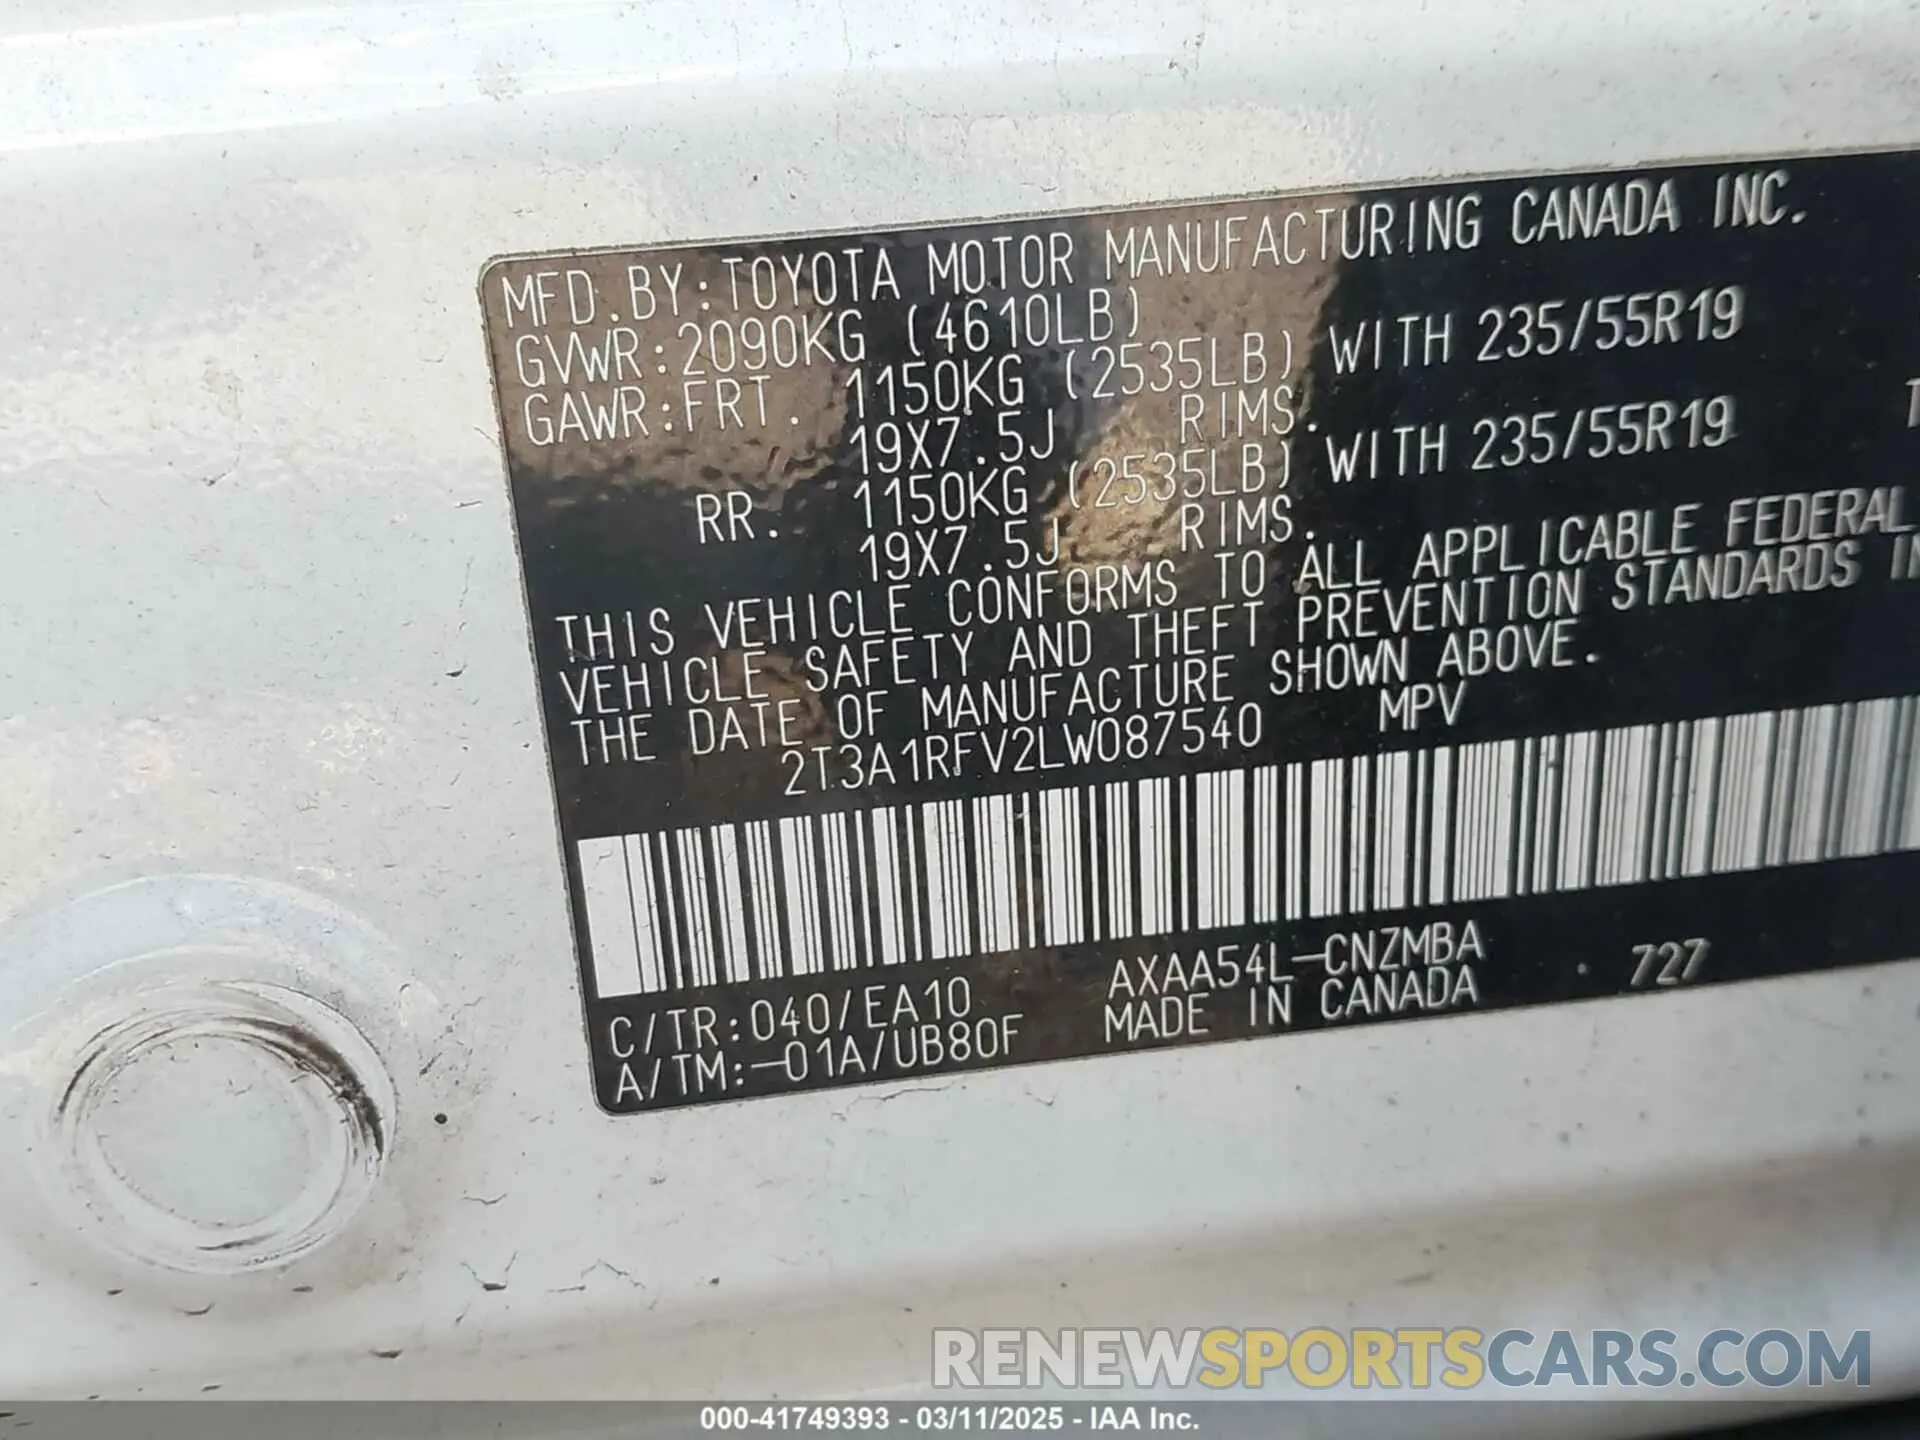 MFD.BY:TOYOTA MOTOR MANUFACTURING CANADA INC.
GVWR:2090KG (4610LB)
GAWR:FRT. 1150KG (2535LB) WITH 235/55R19
19X7.5J RIMS.
RR. 1150KG (2535LB) WITH 235/55R19
19X7.5J RIMS.
THIS VEHICLE CONFORMS TO ALL APPLICABLE FEDERAL
VEHICLE SAFETY AND THEFT PREVENTION STANDARDS IN
THE DATE OF MANUFACTURE SHOWN ABOVE.
2T3A1RFV2LW087540 MPV
C/TR:040/EA10 AXAA54L-CNZMBA 727
A/TM:-01A/UB80F MADE IN CANADA
RENEWSPORTSCARS.COM
000-41749393 - 03/11/2025 - IAA Inc.